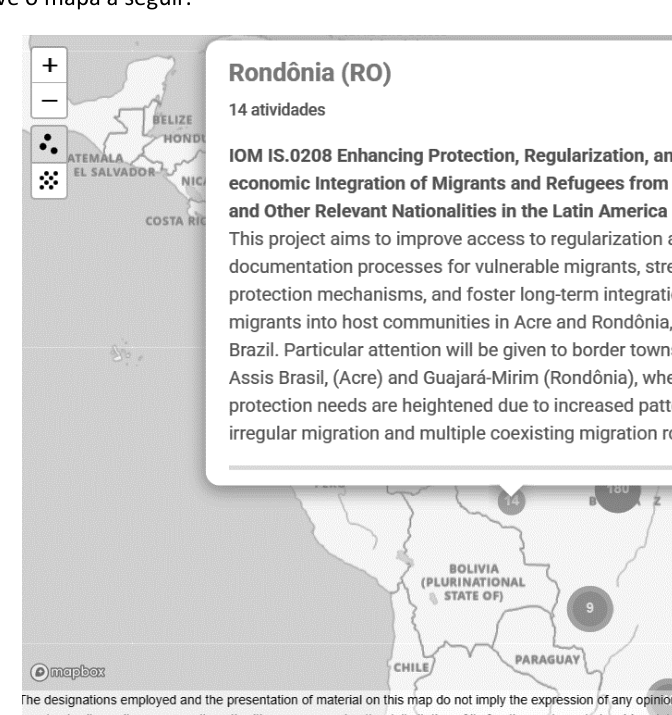 ve o mapa a seguir:
+
−
Rondônia (RO)
14 atividades
IOM IS.0208 Enhancing Protection, Regularization, an
economic Integration of Migrants and Refugees from
and Other Relevant Nationalities in the Latin America
This project aims to improve access to regularization a
documentation processes for vulnerable migrants, stre
protection mechanisms, and foster long-term integrati
migrants into host communities in Acre and Rondônia,
Brazil. Particular attention will be given to border town
Assis Brasil, (Acre) and Guajará-Mirim (Rondônia), whe
protection needs are heightened due to increased patt
irregular migration and multiple coexisting migration ro
BELIZE
HONDU
ATEMALA
EL SALVADOR
NICA
COSTA RIC
14
180
B
Z
BOLIVIA
(PLURINATIONAL
STATE OF)
9
PARAGUAY
CHILE
mapbox
The designations employed and the presentation of material on this map do not imply the expression of any opinio